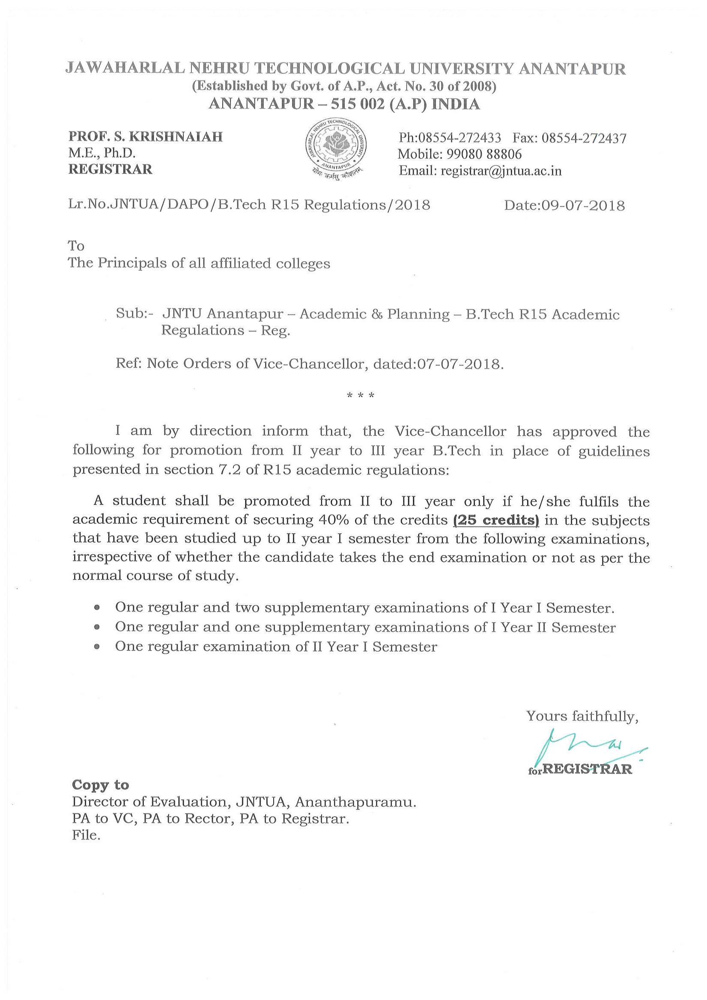 JAWAHARLAL NEHRU TECHNOLOGICAL UNIVERSITY ANANTAPUR
(Established by Govt. of A.P., Act. No. 30 of 2008)
ANANTAPUR – 515 002 (A.P) INDIA
PROF. S. KRISHNAIAH
M.E., Ph.D.
REGISTRAR
JAWAHARLAL NEHRU TECHNOLOGICAL UNIVERSITY
ANANTAPUR
योगः कर्मसु कौशलम्
Ph:08554-272433 Fax: 08554-272437
Mobile: 99080 88806
Email: registrar@jntua.ac.in
Lr.No.JNTUA/DAPO/B.Tech R15 Regulations/2018 Date:09-07-2018
To
The Principals of all affiliated colleges
Sub:- JNTU Anantapur – Academic & Planning – B.Tech R15 Academic
Regulations – Reg.
Ref: Note Orders of Vice-Chancellor, dated:07-07-2018.
* * *
I am by direction inform that, the Vice-Chancellor has approved the
following for promotion from II year to III year B.Tech in place of guidelines
presented in section 7.2 of R15 academic regulations:
A student shall be promoted from II to III year only if he/she fulfils the
academic requirement of securing 40% of the credits (25 credits) in the subjects
that have been studied up to II year I semester from the following examinations,
irrespective of whether the candidate takes the end examination or not as per the
normal course of study.
• One regular and two supplementary examinations of I Year I Semester.
• One regular and one supplementary examinations of I Year II Semester
• One regular examination of II Year I Semester
Yours faithfully,
forREGISTRAR
Copy to
Director of Evaluation, JNTUA, Ananthapuramu.
PA to VC, PA to Rector, PA to Registrar.
File.